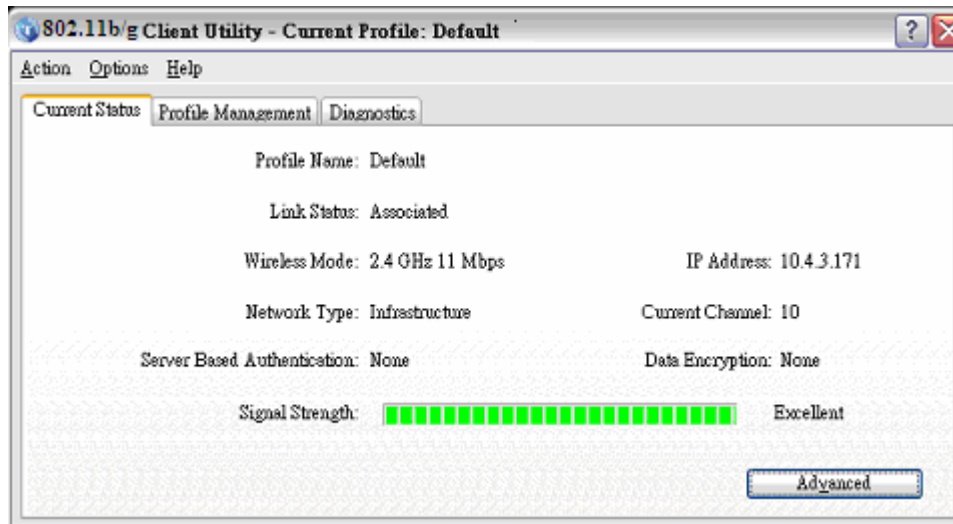 802.11b/g Client Utility - Current Profile: Default
Action Options Help
Current Status Profile Management Diagnostics
Profile Name: Default
Link Status: Associated
Wireless Mode: 2.4 GHz 11 Mbps IP Address: 10.4.3.171
Network Type: Infrastructure Current Channel: 10
Server Based Authentication: None Data Encryption: None
Signal Strength: Excellent
Advanced